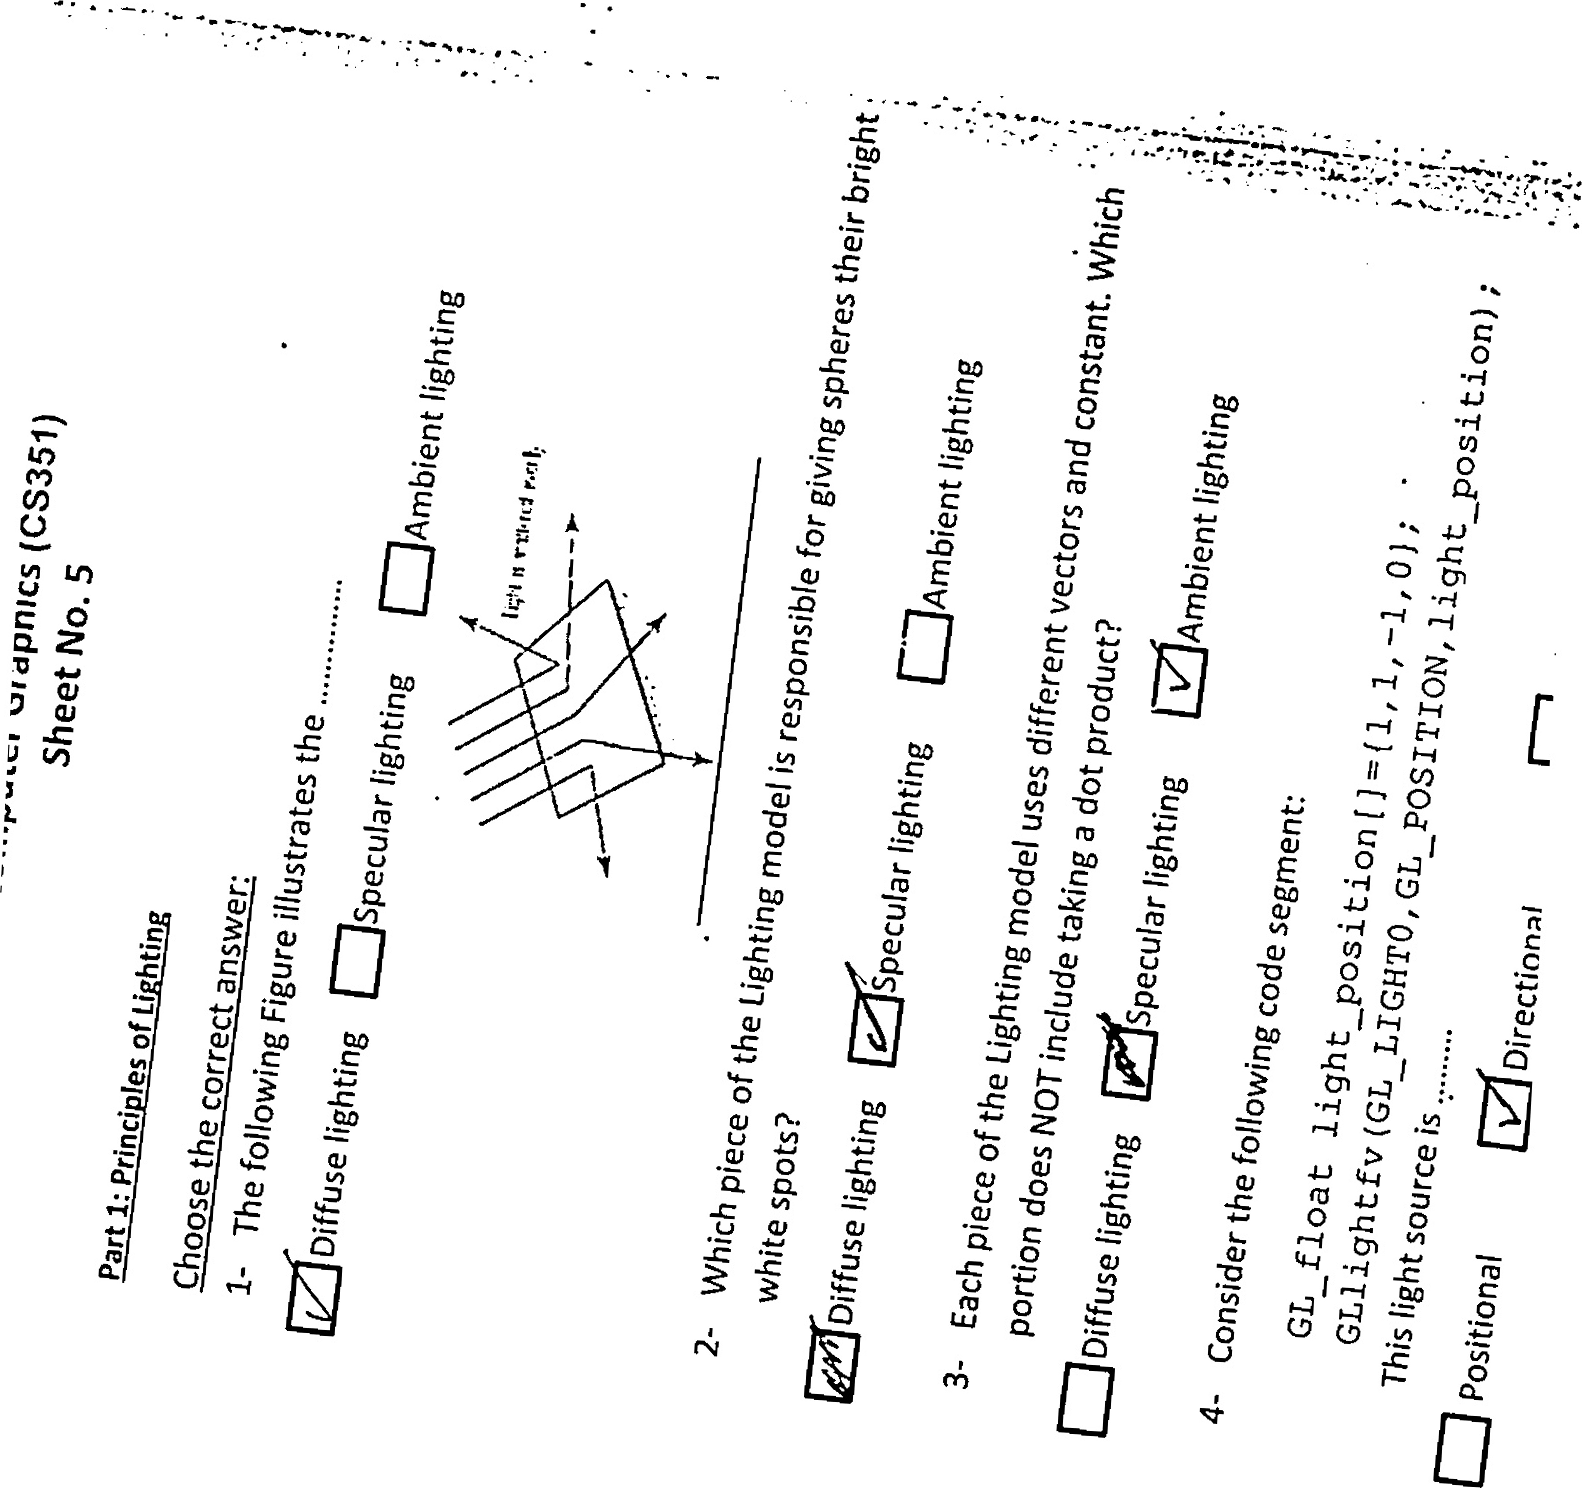 Graphics (CS351)
Sheet No. 5
Part 1: Principles of Lighting
Choose the correct answer:
1- The following Figure illustrates the ...............
Diffuse lighting Specular lighting Ambient lighting
2- Which piece of the Lighting model is responsible for giving spheres their bright
white spots?
Diffuse lighting Specular lighting Ambient lighting
3- Each piece of the Lighting model uses different vectors and constant. Which
portion does NOT include taking a dot product?
Diffuse lighting Specular lighting Ambient lighting
4- Consider the following code segment:
GL_float light_position[]={1,1,-1,0};
GLlightfv(GL_LIGHT0,GL_POSITION,light_position);
This light source is .........
Positional Directional